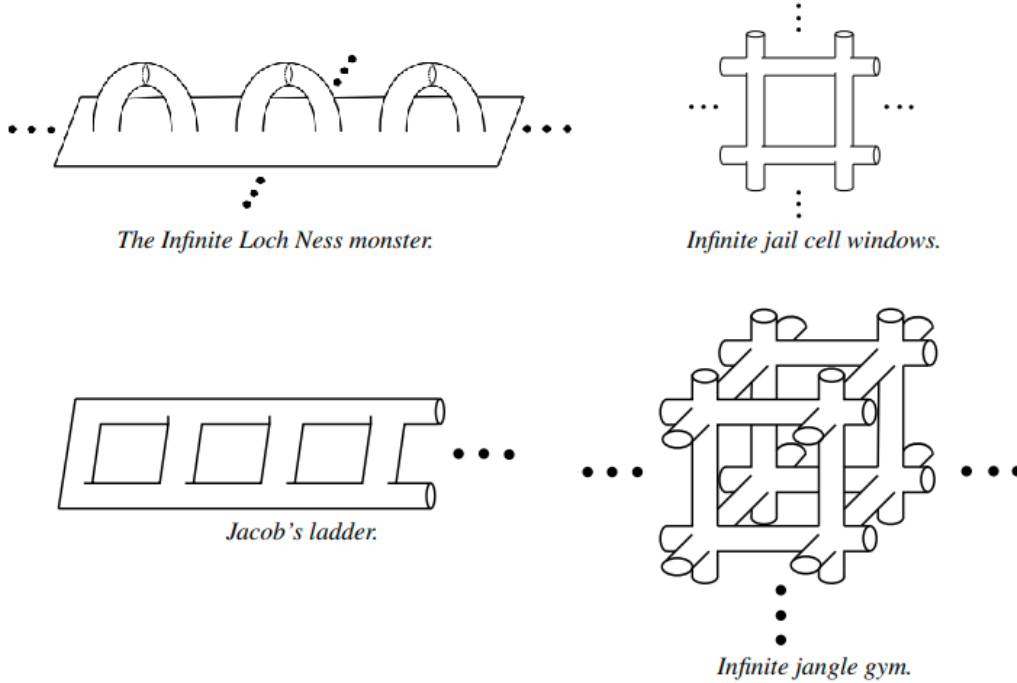 The Infinite Loch Ness monster.
Infinite jail cell windows.
Jacob's ladder.
Infinite jangle gym.